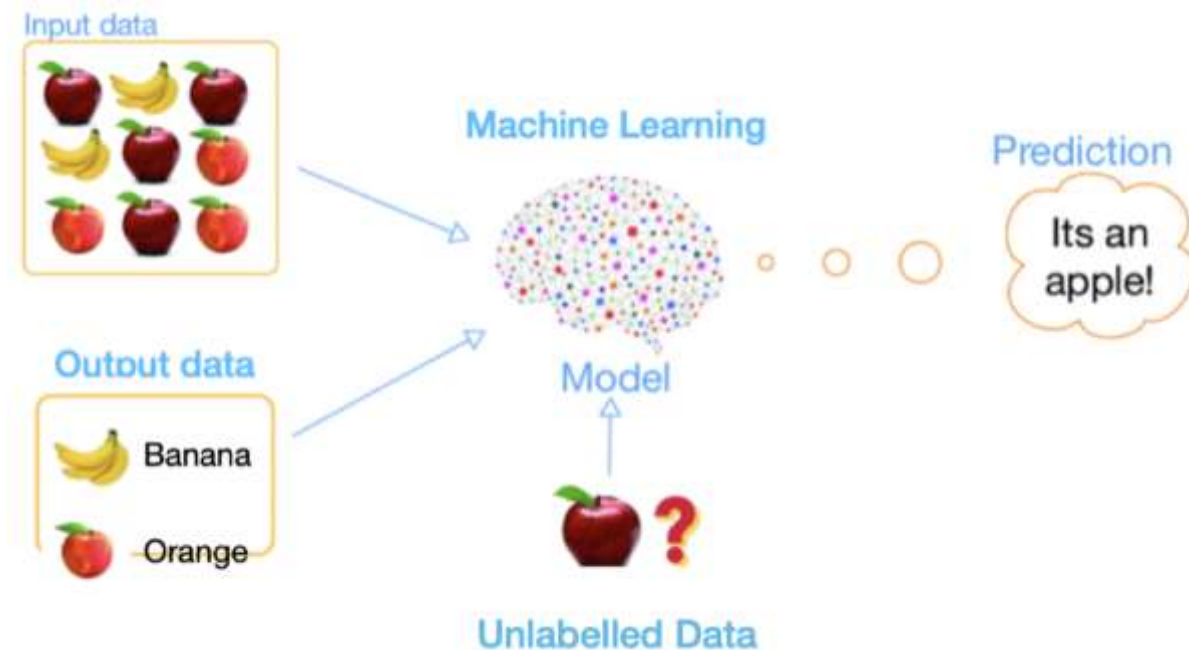 Input data
Machine Learning
Prediction
Its an
apple!
Output data
Model
Banana
Orange
?
Unlabelled Data